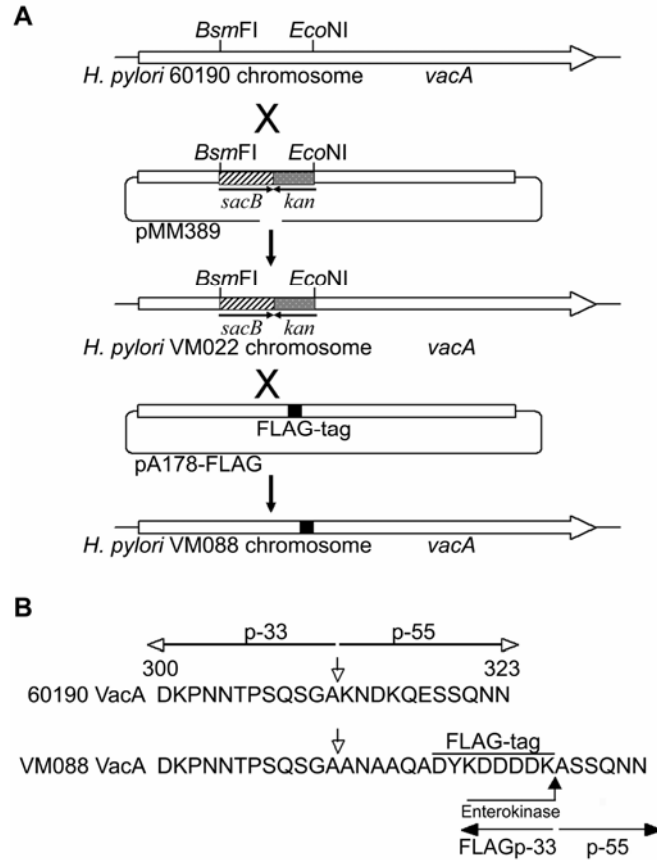 A
BsmFI EcoNI
H. pylori 60190 chromosome vacA
X
BsmFI EcoNI
sacB kan
pMM389
BsmFI EcoNI
sacB kan
H. pylori VM022 chromosome vacA
X
FLAG-tag
pA178-FLAG
H. pylori VM088 chromosome vacA
B
p-33 p-55
300 323
60190 VacA DKPNNTPSQSGAKNDKQESSQNN
FLAG-tag
VM088 VacA DKPNNTPSQSGAANAAQADYKDDDDKASSQNN
Enterokinase
FLAGp-33 p-55